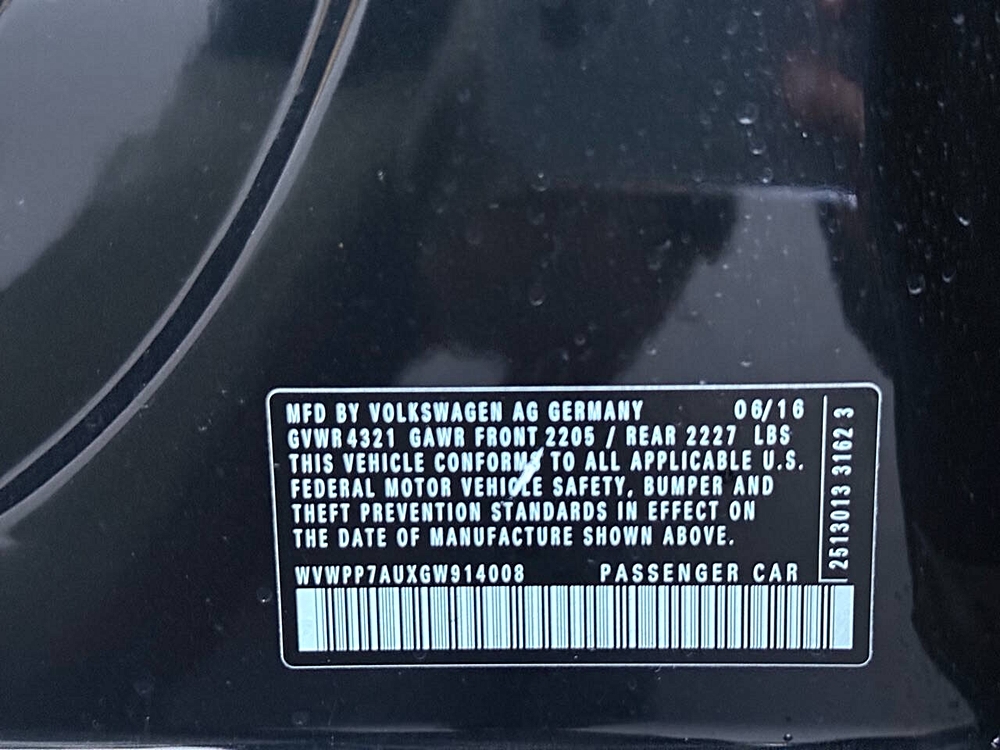 MFD BY VOLKSWAGEN AG GERMANY 06/16
GVWR 4321 GAWR FRONT 2205 / REAR 2227 LBS
THIS VEHICLE CONFORMS TO ALL APPLICABLE U.S.
FEDERAL MOTOR VEHICLE SAFETY, BUMPER AND
THEFT PREVENTION STANDARDS IN EFFECT ON
THE DATE OF MANUFACTURE SHOWN ABOVE.
WVWPP7AUXGW914008 PASSENGER CAR
2513013 3162 3